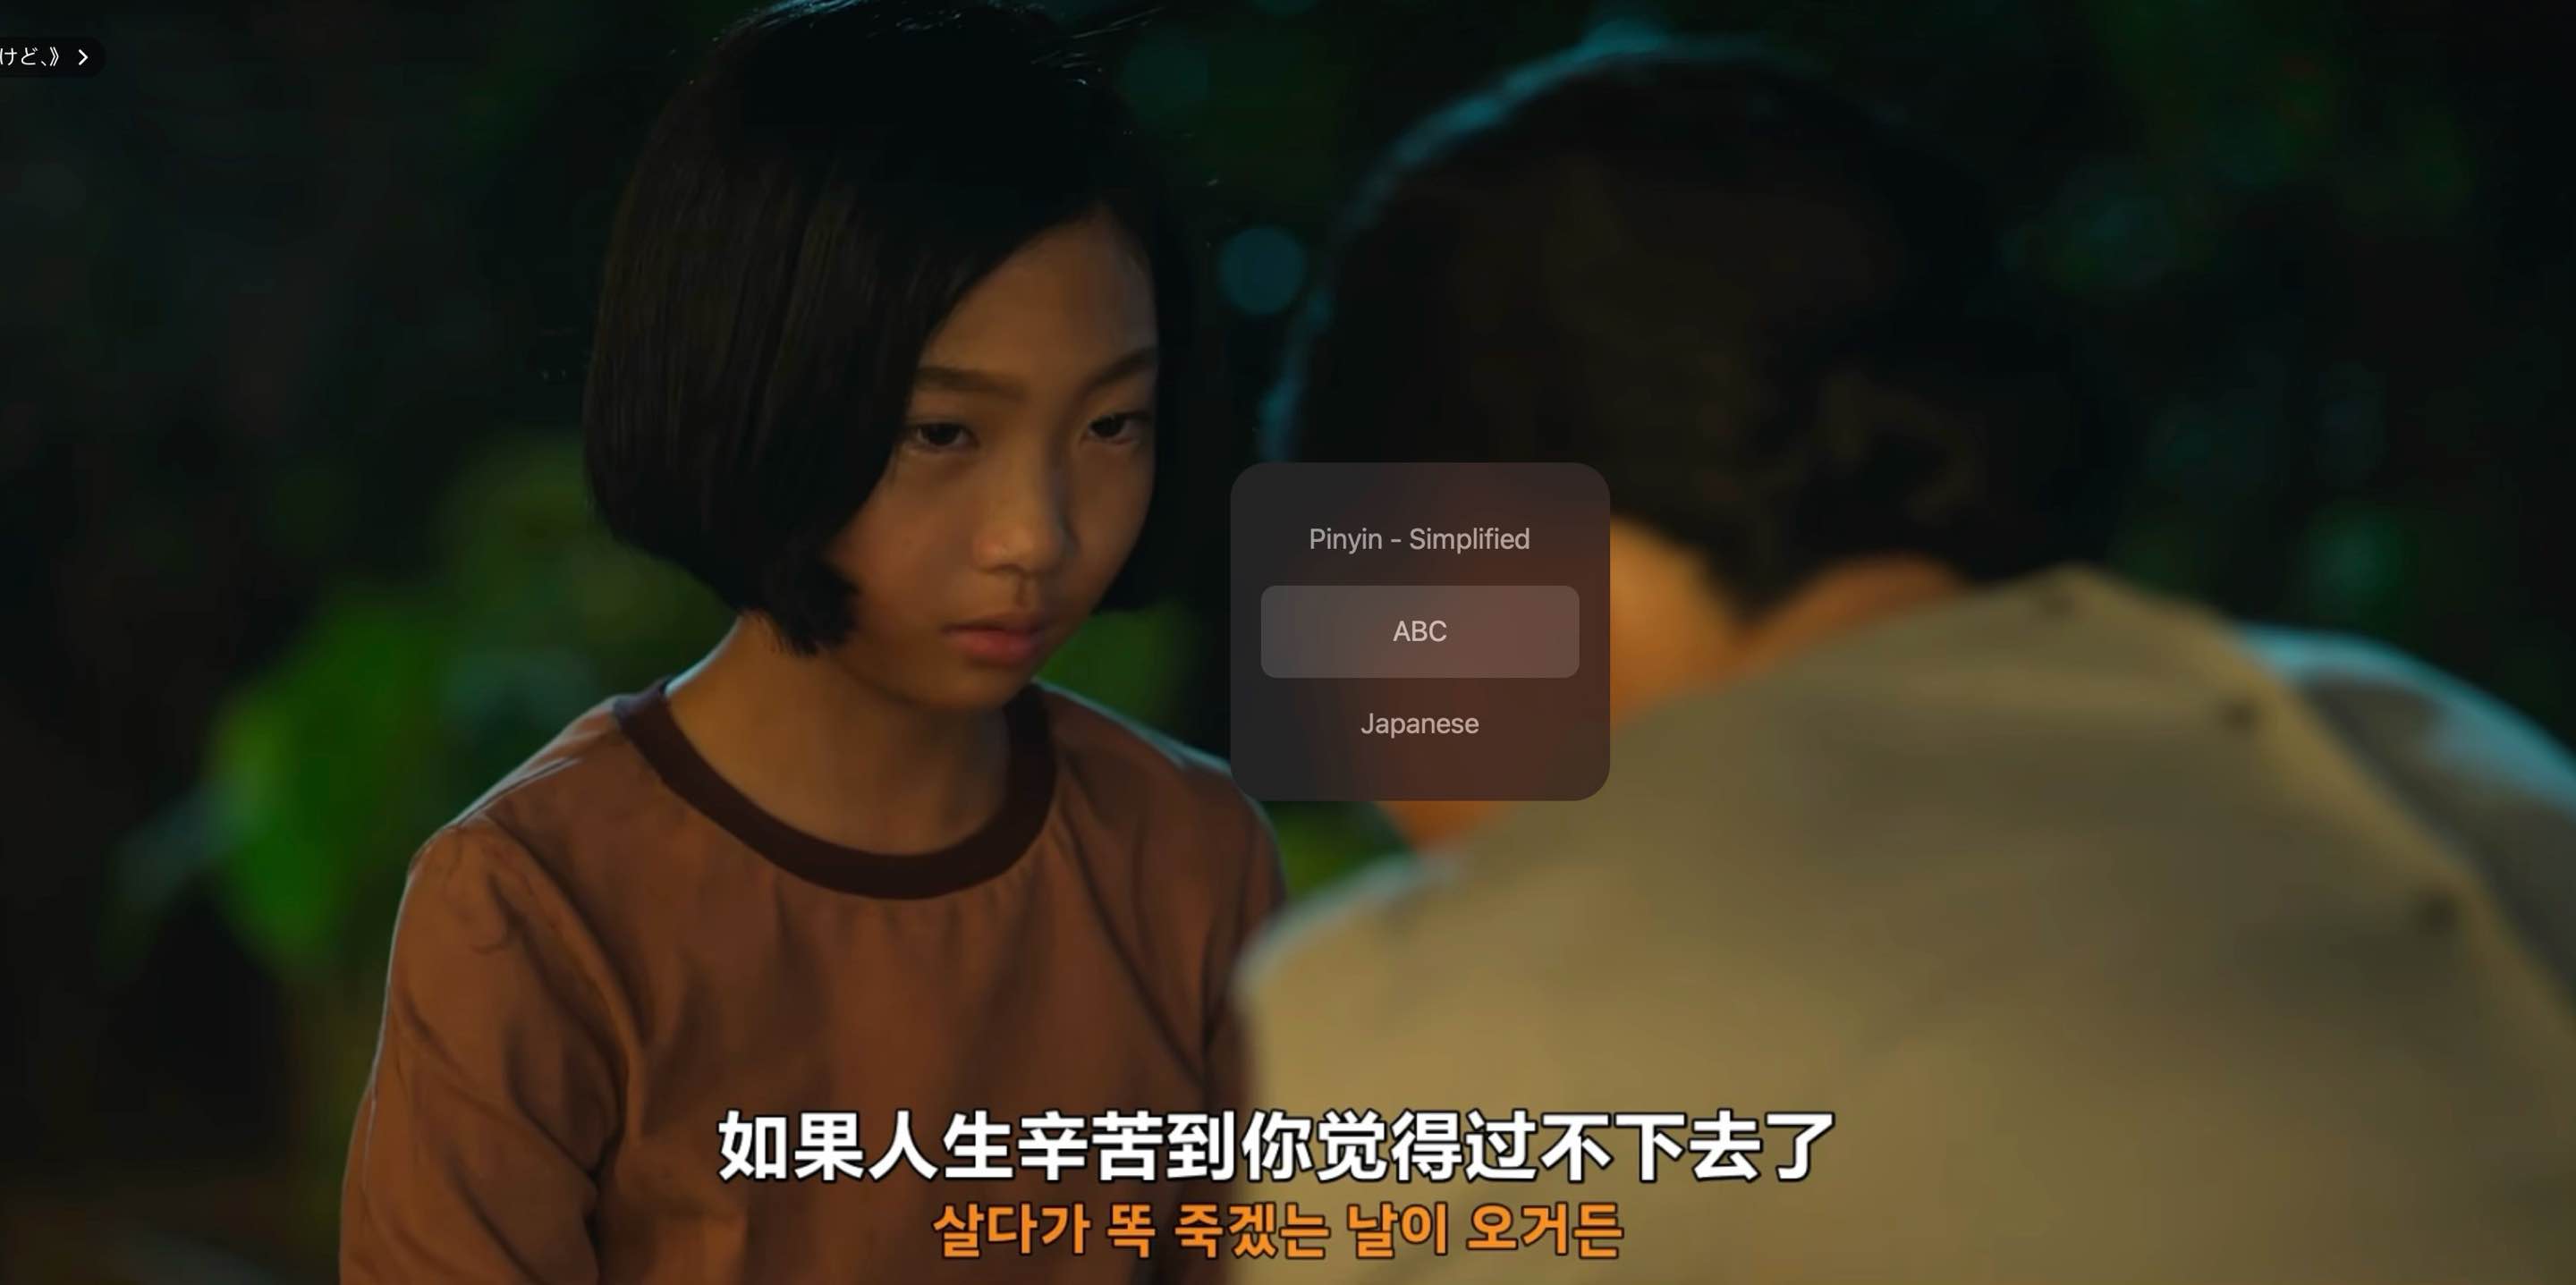 けど、》
Pinyin - Simplified
ABC
Japanese
如果人生辛苦到你觉得过不下去了
살다가 똑 죽겠는 날이 오거든